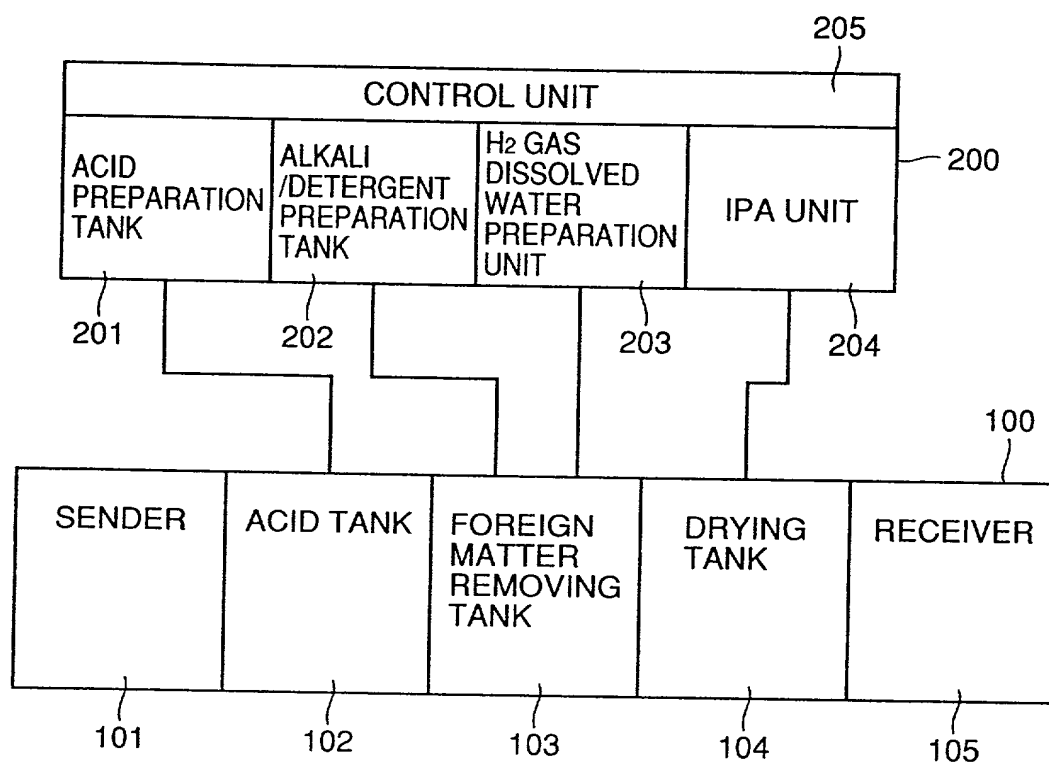 205
CONTROL UNIT
ACID
PREPARATION
TANK
ALKALI
/DETERGENT
PREPARATION
TANK
H2 GAS
DISSOLVED
WATER
PREPARATION
UNIT
IPA UNIT
200
201
202
203
204
100
SENDER
ACID TANK
FOREIGN
MATTER
REMOVING
TANK
DRYING
TANK
RECEIVER
101
102
103
104
105